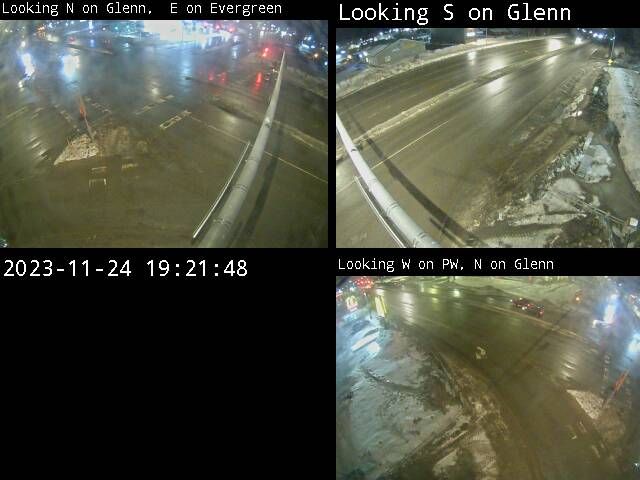 Looking N on Glenn, E on Evergreen
Looking S on Glenn
2023-11-24 19:21:48
Looking W on PW, N on Glenn